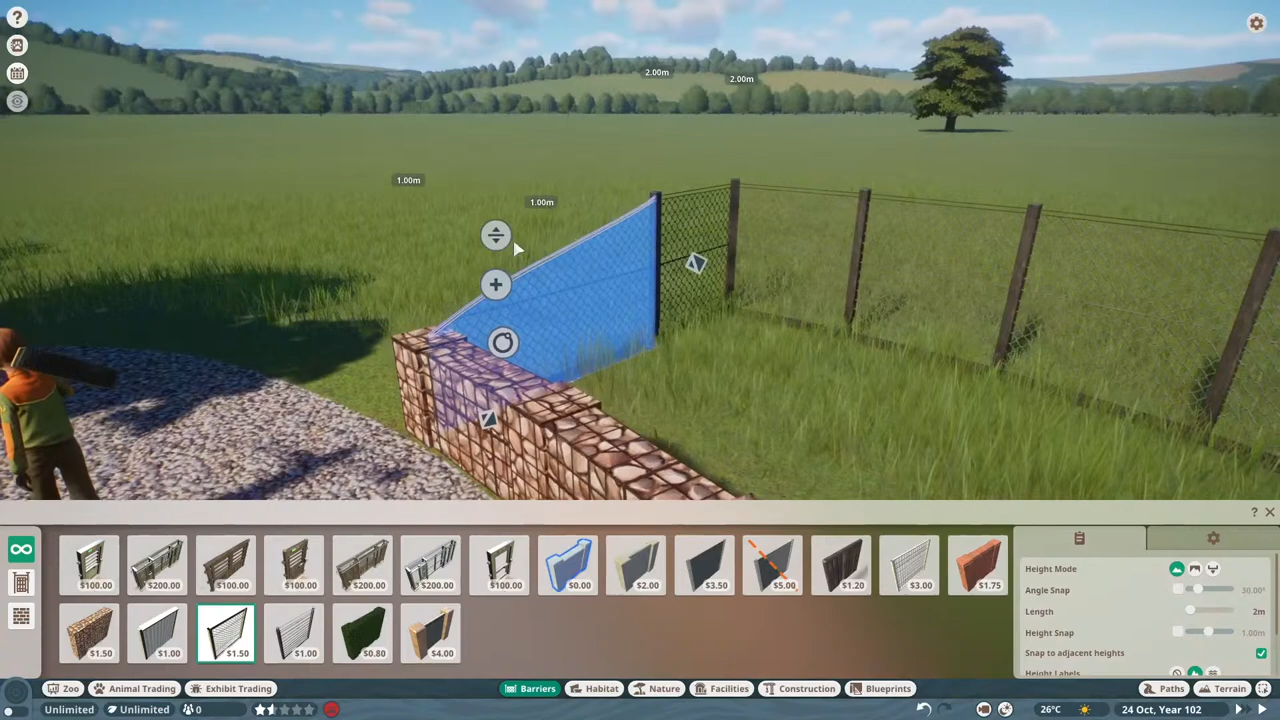 ?
2.00m
2.00m
1.00m
1.00m
? ×
$100.00 $200.00 $100.00 $100.00 $200.00 $200.00 $100.00 $0.00 $2.00 $3.50 $5.00 $1.20 $3.00 $1.75
$1.50 $1.00 $1.50 $1.00 $0.80 $4.00
Height Mode
Angle Snap 30.00°
Length 2m
Height Snap 1.00m
Snap to adjacent heights
Height Labels
Zoo Animal Trading Exhibit Trading Barriers Habitat Nature Facilities Construction Blueprints Paths Terrain
Unlimited Unlimited 0 26°C 24 Oct, Year 102